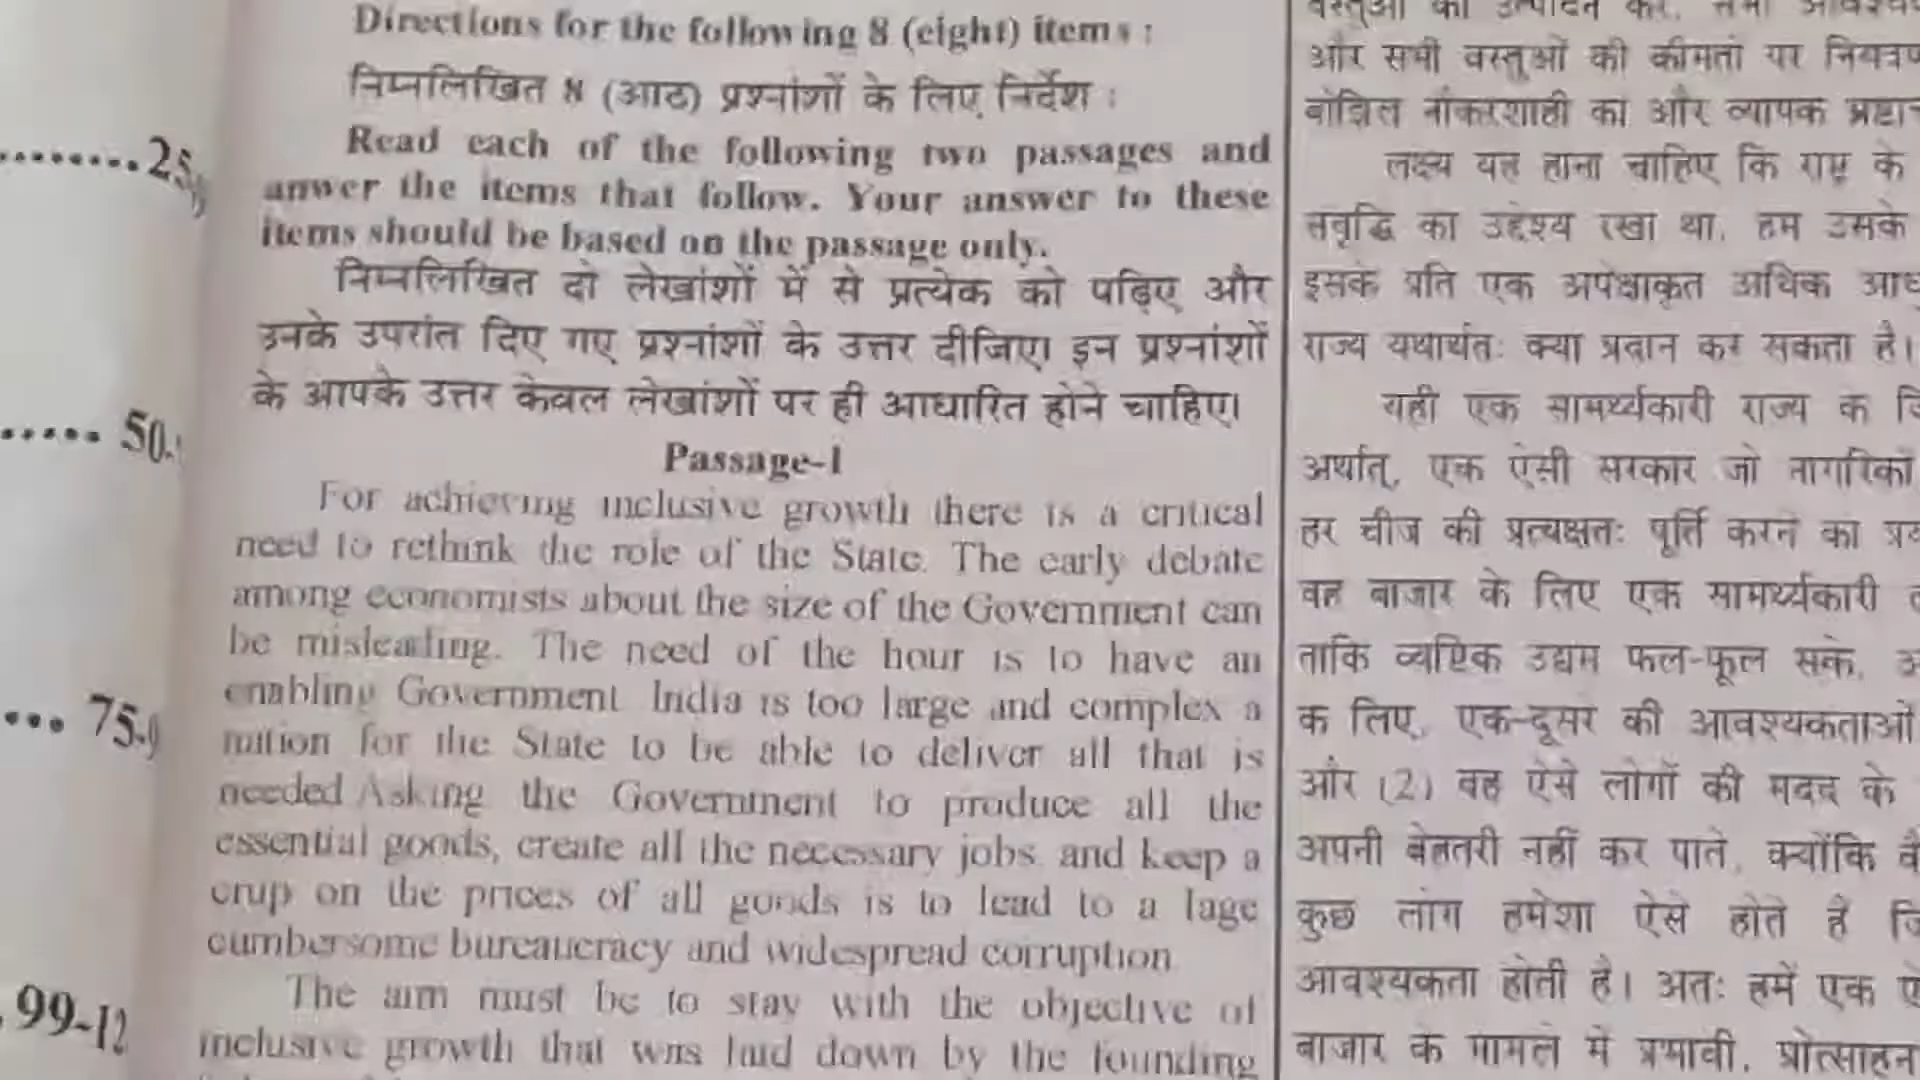 Directions for the following 8 (eight) items :
निम्नलिखित 8 (आठ) प्रश्नांशों के लिए निर्देश :
Read each of the following two passages and
anwer the items that follow. Your answer to these
items should be based on the passage only.
निम्नलिखित दो लेखांशों में से प्रत्येक को पढ़िए और
उनके उपरांत दिए गए प्रश्नांशों के उत्तर दीजिए। इन प्रश्नांशों
के आपके उत्तर केवल लेखांशों पर ही आधारित होने चाहिए।
Passage-I
For achieving inclusive growth there is a critical
need to rethink the role of the State. The early debate
among economists about the size of the Government can
be misleading. The need of the hour is to have an
enabling Government India is too large and complex a
nution for the State to be able to deliver all that is
needed Asking the Government to produce all the
essential goods, create all the necessary jobs and keep a
crup on the prices of all goods is to lead to a lage
cumbersome bureaucracy and widespread corruption
The aim must be to stay with the objective of
inclusive growth that was laid down by the founding
और सभी वस्तुओं की कीमतों पर
बोझिल नौकरशाही का और व्यापक
लक्ष्य यह होना चाहिए कि राष्ट्र के
का उद्देश्य रखा था, हम उसके
इसके प्रति एक अपेक्षाकृत अधिक
राज्य यथार्थतः क्या प्रदान कर सकता है।
यही एक सामर्थ्यकारी राज्य के
अर्थात्, एक ऐसी सरकार जो नागरिकों
हर चीज की प्रत्यक्षतः पूर्ति करने का
वह बाजार के लिए एक सामर्थ्यकारी
ताकि व्यष्टिक उद्यम फल-फूल सके,
के लिए, एक-दूसरे की आवश्यकताओं
और (2) वह ऐसे लोगों की मदद के
अपनी बेहतरी नहीं कर पाते, क्योंकि
कुछ लोग हमेशा ऐसे होते हैं
आवश्यकता होती है। अतः हमें एक
बाजार के मामले में प्रभावी, प्रोत्साहन
........25
..... 50
... 75
99-12